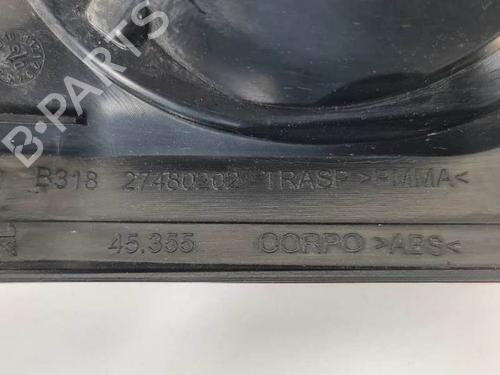 B-PARTS
B318 27480202 TRASP >PMMA<
45.355 CORPO >ABS<